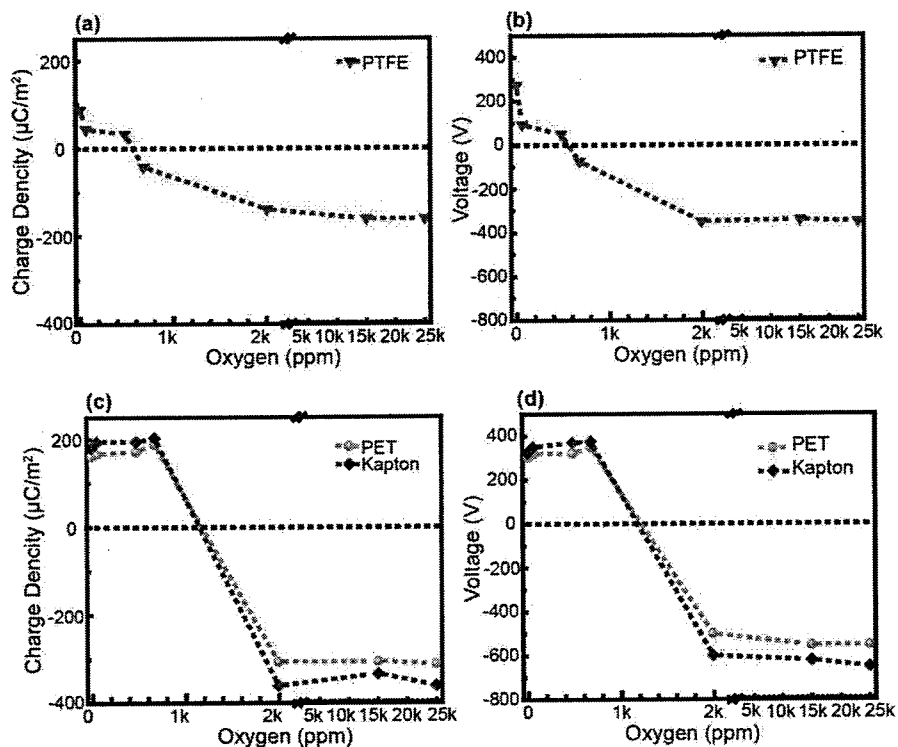 (a)
PTFE
Charge Dencity (μC/m²)
200
0
-200
-400
0 1k 2k 5k 10k 15k 20k 25k
Oxygen (ppm)
(b)
PTFE
Voltage (V)
400
200
0
-200
-400
-600
-800
0 1k 2k 5k 10k 15k 20k 25k
Oxygen (ppm)
(c)
PET
Kapton
Charge Dencity (μC/m²)
200
0
-200
-400
0 1k 2k 5k 10k 15k 20k 25k
Oxygen (ppm)
(d)
PET
Kapton
Voltage (V)
400
200
0
-200
-400
-600
-800
0 1k 2k 5k 10k 15k 20k 25k
Oxygen (ppm)